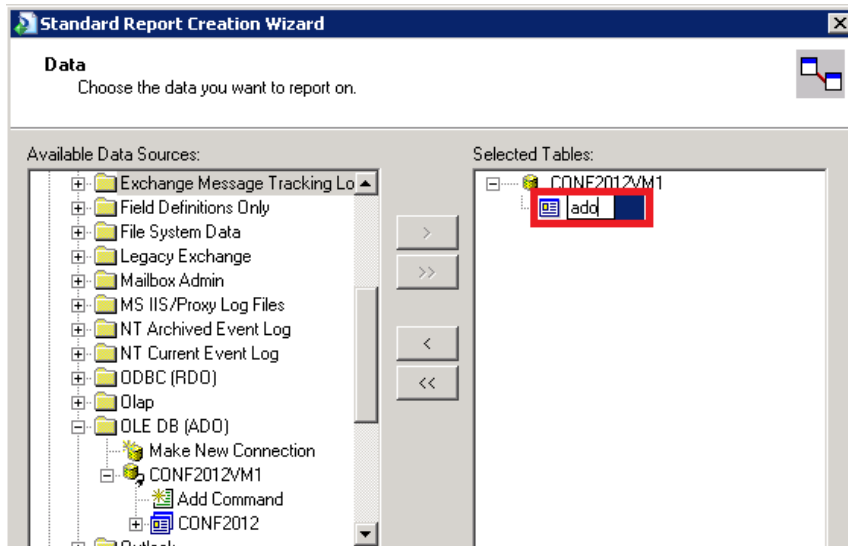 Standard Report Creation Wizard
Data
Choose the data you want to report on.
Available Data Sources:
Exchange Message Tracking Lo
Field Definitions Only
File System Data
Legacy Exchange
Mailbox Admin
MS IIS/Proxy Log Files
NT Archived Event Log
NT Current Event Log
ODBC (RDO)
Olap
OLE DB (ADO)
Make New Connection
CONF2012VM1
Add Command
CONF2012
Outlook
>
>>
<
<<
Selected Tables:
CONF2012VM1
ado